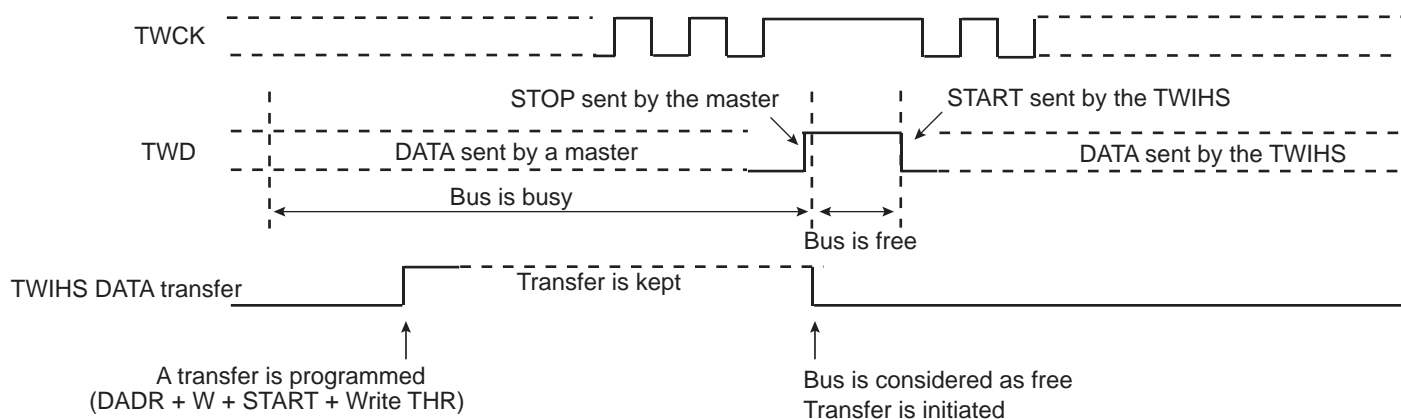 TWCK
STOP sent by the master
START sent by the TWIHS
TWD
DATA sent by a master
DATA sent by the TWIHS
Bus is busy
Bus is free
TWIHS DATA transfer
Transfer is kept
A transfer is programmed
(DADR + W + START + Write THR)
Bus is considered as free
Transfer is initiated